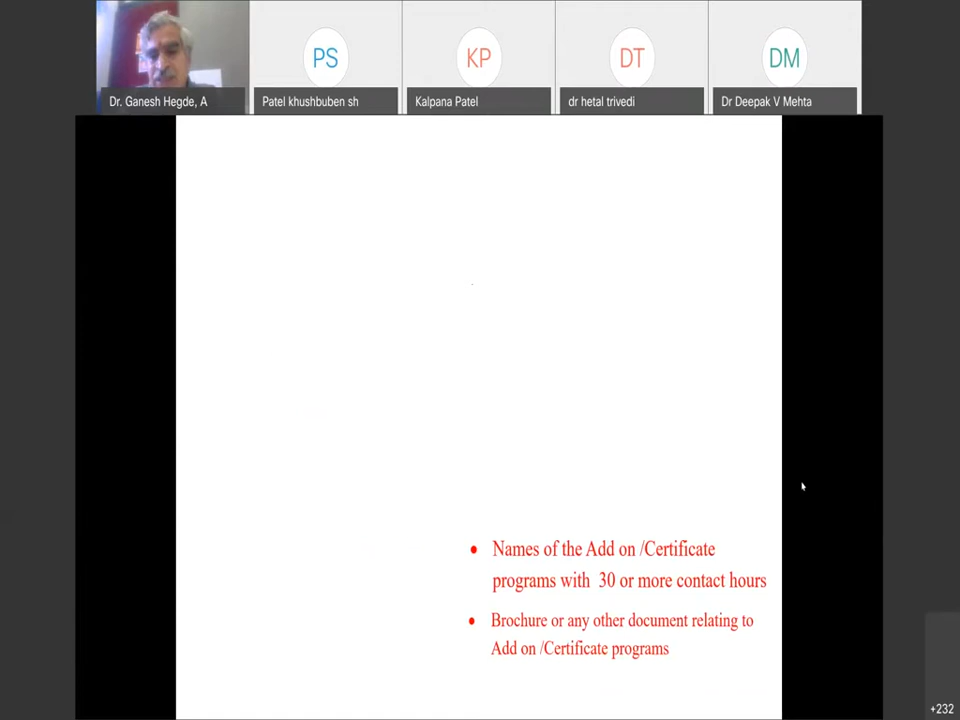 PS
KP
DT
DM
Dr. Ganesh Hegde, A
Patel khushbuben sh
Kalpana Patel
dr hetal trivedi
Dr Deepak V Mehta
• Names of the Add on /Certificate
programs with 30 or more contact hours
• Brochure or any other document relating to
Add on /Certificate programs
+232